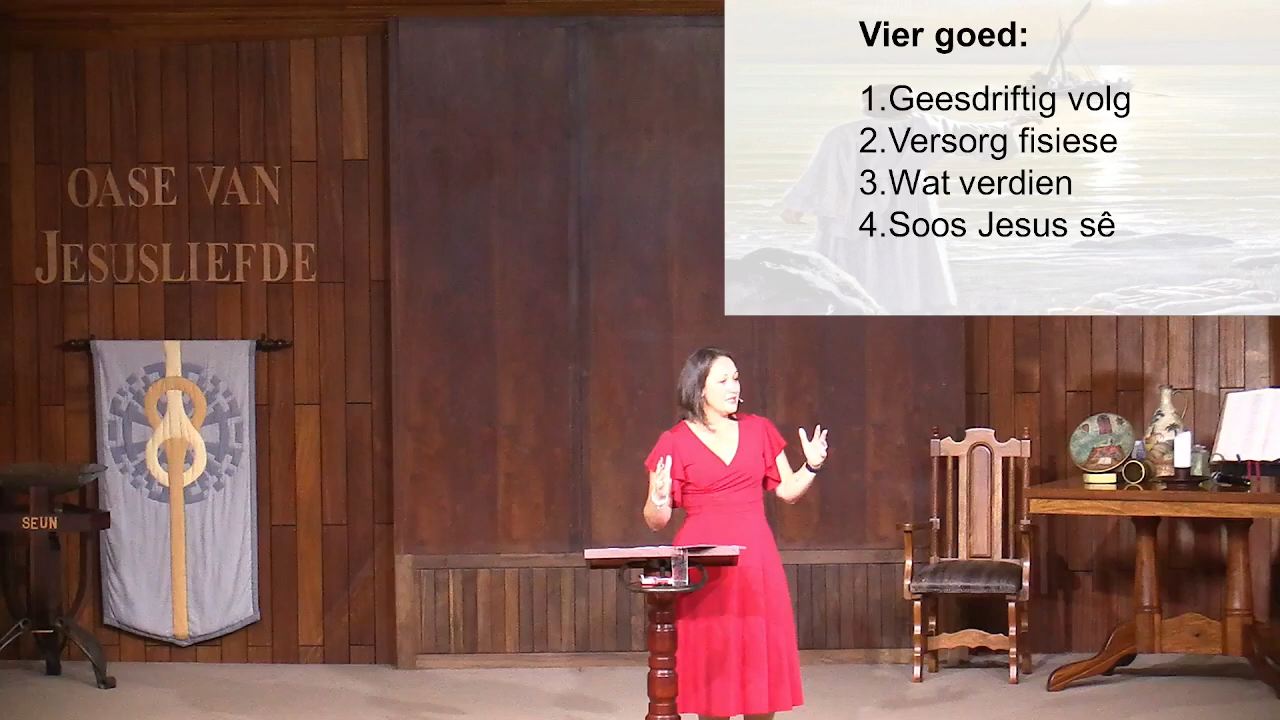 Vier goed:
1.Geesdriftig volg
2.Versorg fisiese
3.Wat verdien
4.Soos Jesus sê
OASE VAN
JESUSLIEFDE
SEUN